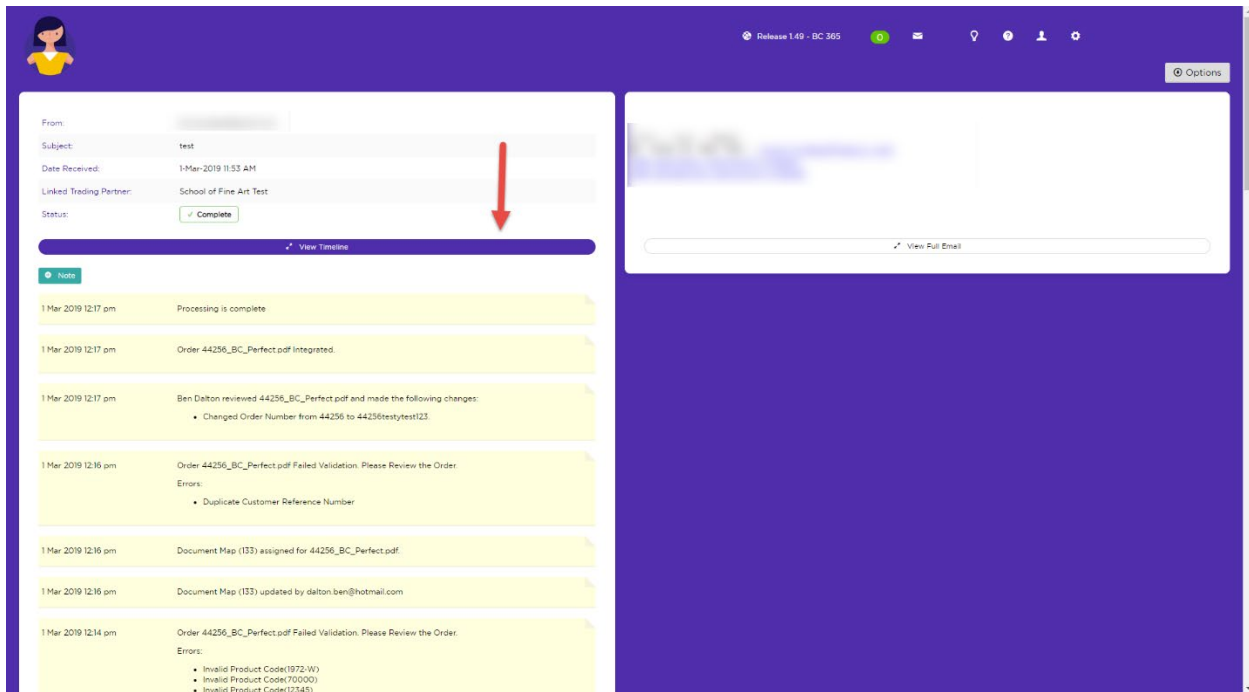 Release 1.49 - BC 365
0
Options
From:
Subject: test
Date Received: 1-Mar-2019 11:53 AM
Linked Trading Partner: School of Fine Art Test
Status: ✓ Complete
View Timeline
Note
1 Mar 2019 12:17 pm Processing is complete
1 Mar 2019 12:17 pm Order 44256_BC_Perfect.pdf Integrated.
1 Mar 2019 12:17 pm Ben Dalton reviewed 44256_BC_Perfect.pdf and made the following changes:
• Changed Order Number from 44256 to 44256testytest123.
1 Mar 2019 12:16 pm Order 44256_BC_Perfect.pdf Failed Validation. Please Review the Order.
Errors:
• Duplicate Customer Reference Number
1 Mar 2019 12:16 pm Document Map (133) assigned for 44256_BC_Perfect.pdf.
1 Mar 2019 12:16 pm Document Map (133) updated by dalton.ben@hotmail.com
1 Mar 2019 12:14 pm Order 44256_BC_Perfect.pdf Failed Validation. Please Review the Order.
Errors:
• Invalid Product Code(1972-W)
• Invalid Product Code(70000)
• Invalid Product Code(12345)
View Full Email